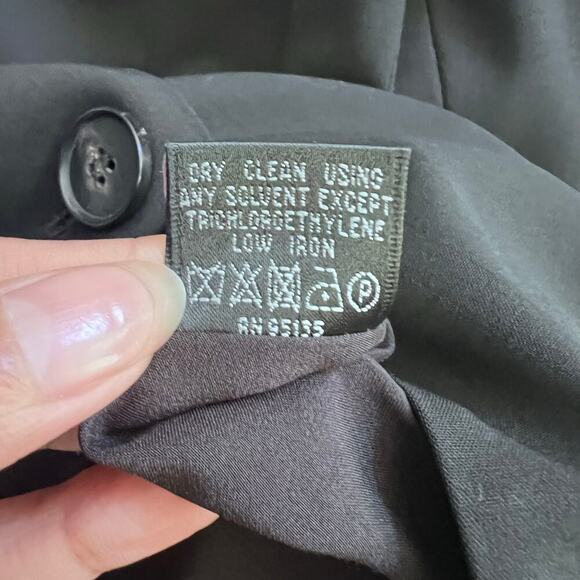 DRY CLEAN USING
ANY SOLVENT EXCEPT
TRICHLOROETHYLENE
LOW IRON
P
RN 95135